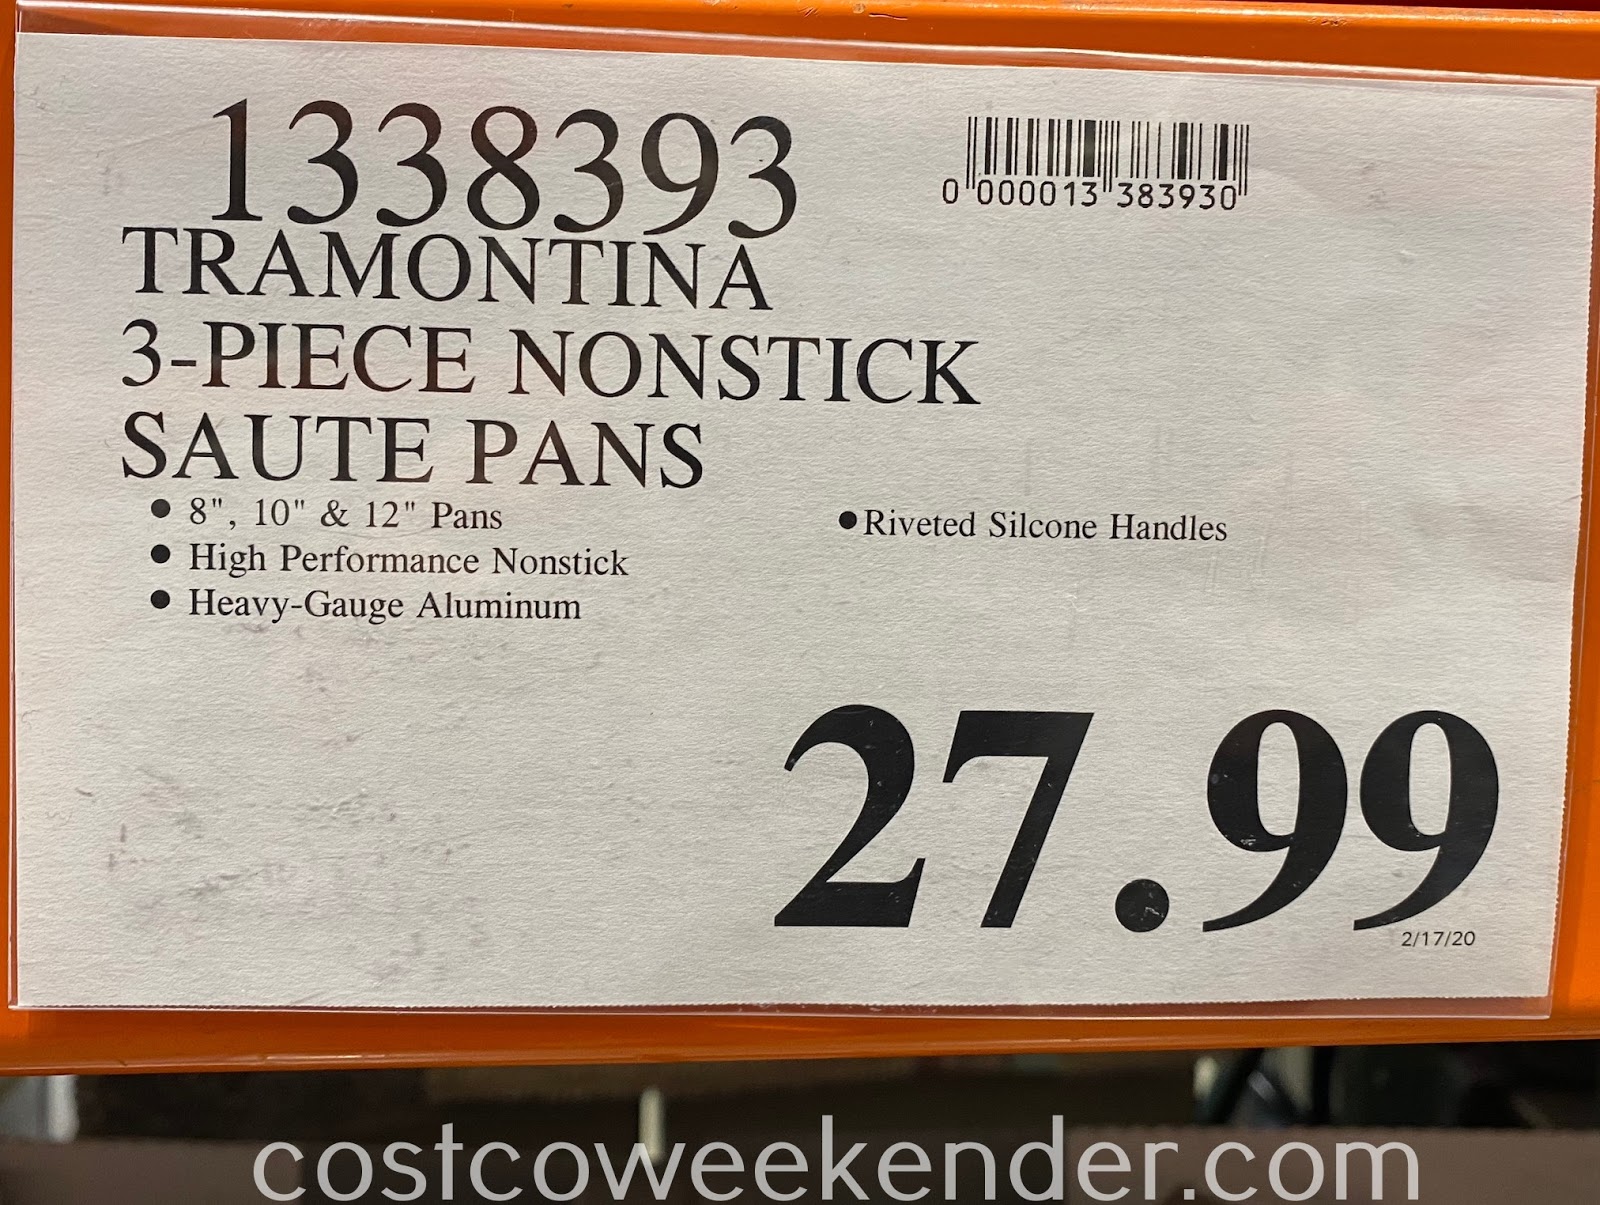 1338393
0 000013 383930
TRAMONTINA
3-PIECE NONSTICK
SAUTE PANS
• 8", 10" & 12" Pans
• High Performance Nonstick
• Heavy-Gauge Aluminum
• Riveted Silcone Handles
27.99
2/17/20
costcoweekender.com